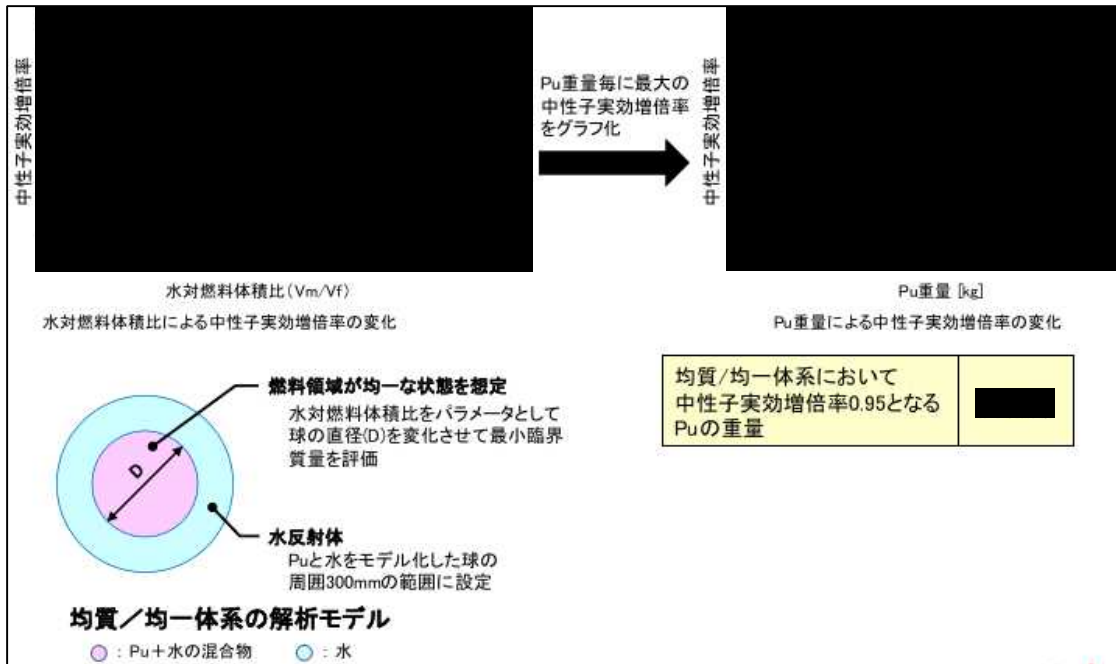 中性子実効増倍率
Pu重量毎に最大の
中性子実効増倍率
をグラフ化
中性子実効増倍率
水対燃料体積比(Vm/Vf)
水対燃料体積比による中性子実効増倍率の変化
Pu重量 [kg]
Pu重量による中性子実効増倍率の変化
燃料領域が均一な状態を想定
水対燃料体積比をパラメータとして
球の直径(D)を変化させて最小臨界
質量を評価
D
水反射体
Puと水をモデル化した球の
周囲300mmの範囲に設定
均質/均一体系において
中性子実効増倍率0.95となる
Puの重量
均質／均一体系の解析モデル
：Pu＋水の混合物 ：水